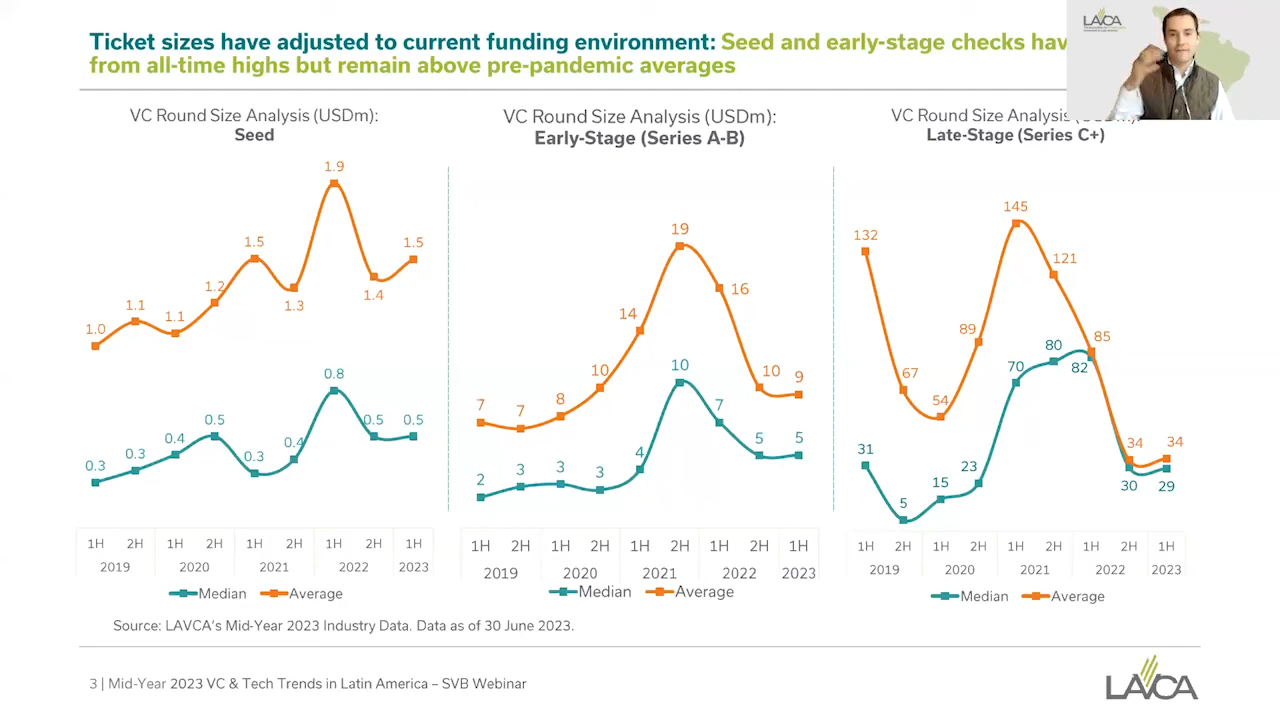 Ticket sizes have adjusted to current funding environment: Seed and early-stage checks hav
from all-time highs but remain above pre-pandemic averages
LAVCA
VC Round Size Analysis (USDm):
Seed
1.9
1.5
1.5
1.2
1.3
1.4
1.1
1.1
1.0
0.8
0.5
0.5
0.5
0.4
0.4
0.3
0.3
0.3
1H 2H 1H 2H 1H 2H 1H 2H 1H
2019 2020 2021 2022 2023
Median Average
VC Round Size Analysis (USDm):
Early-Stage (Series A-B)
19
16
14
10
10
9
8
7
7
10
7
5
5
4
3
3
3
2
1H 2H 1H 2H 1H 2H 1H 2H 1H
2019 2020 2021 2022 2023
Median Average
VC Round Size Analysis (USDm):
Late-Stage (Series C+)
145
132
121
89
85
67
54
34
34
80
82
70
31
23
15
5
30
29
1H 2H 1H 2H 1H 2H 1H 2H 1H
2019 2020 2021 2022 2023
Median Average
Source: LAVCA's Mid-Year 2023 Industry Data. Data as of 30 June 2023.
3 | Mid-Year 2023 VC & Tech Trends in Latin America – SVB Webinar
LAVCA